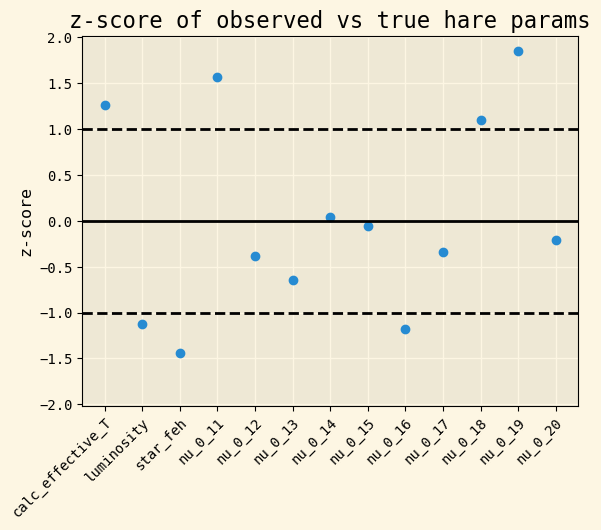 z-score of observed vs true hare params
2.0
1.5
1.0
0.5
0.0
−0.5
−1.0
−1.5
−2.0
z-score
calc_effective_T
luminosity
star_feh
nu_0_11
nu_0_12
nu_0_13
nu_0_14
nu_0_15
nu_0_16
nu_0_17
nu_0_18
nu_0_19
nu_0_20